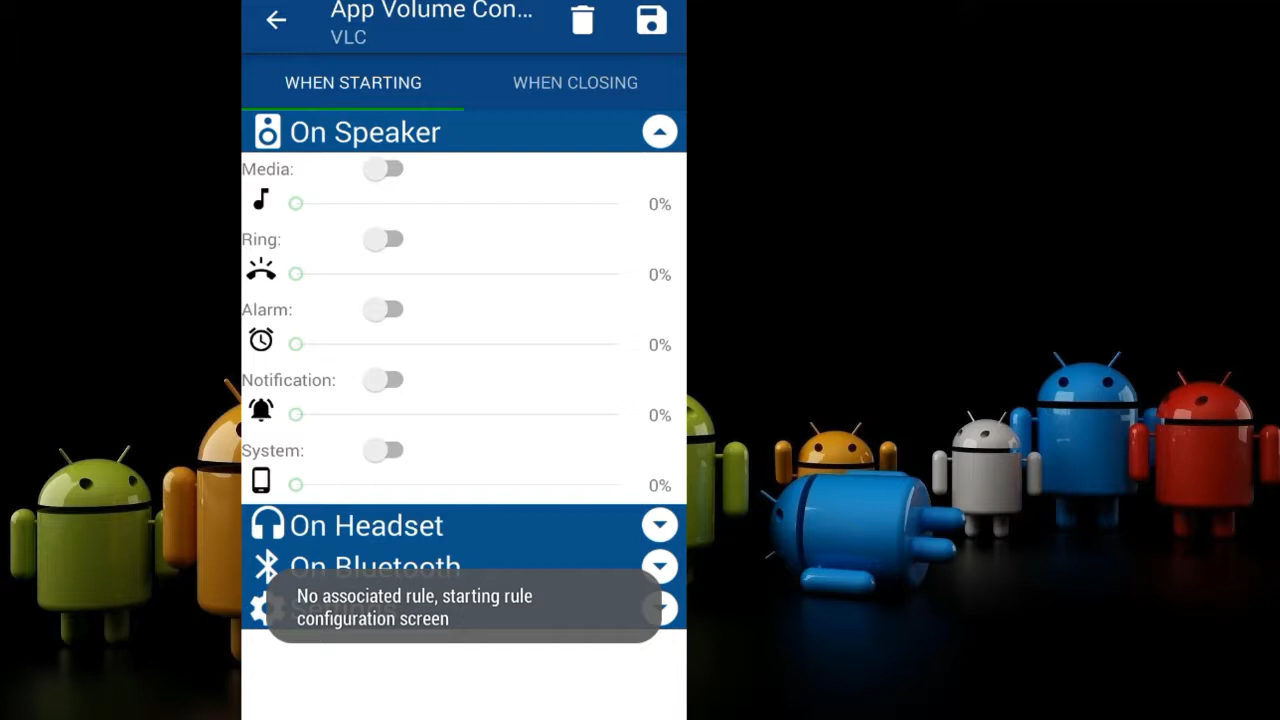 App Volume Con...
VLC
WHEN STARTING
WHEN CLOSING
On Speaker
Media:
0%
Ring:
0%
Alarm:
0%
Notification:
0%
System:
0%
On Headset
On Bluetooth
No associated rule, starting rule
configuration screen